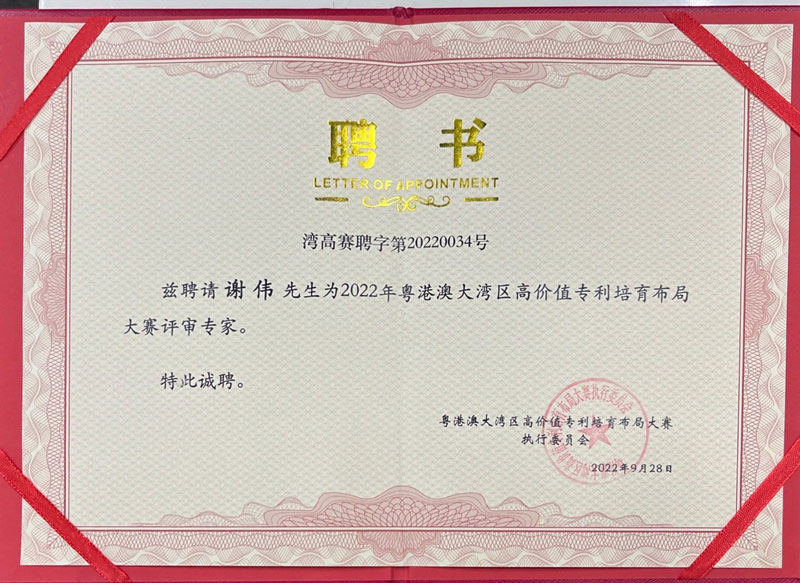 聘 书
LETTER OF APPOINTMENT
湾高赛聘字第20220034号
兹聘请 谢伟 先生为2022年粤港澳大湾区高价值专利培育布局
大赛评审专家。
特此诚聘。
粤港澳大湾区高价值专利培育布局大赛
执行委员会
2022年9月28日